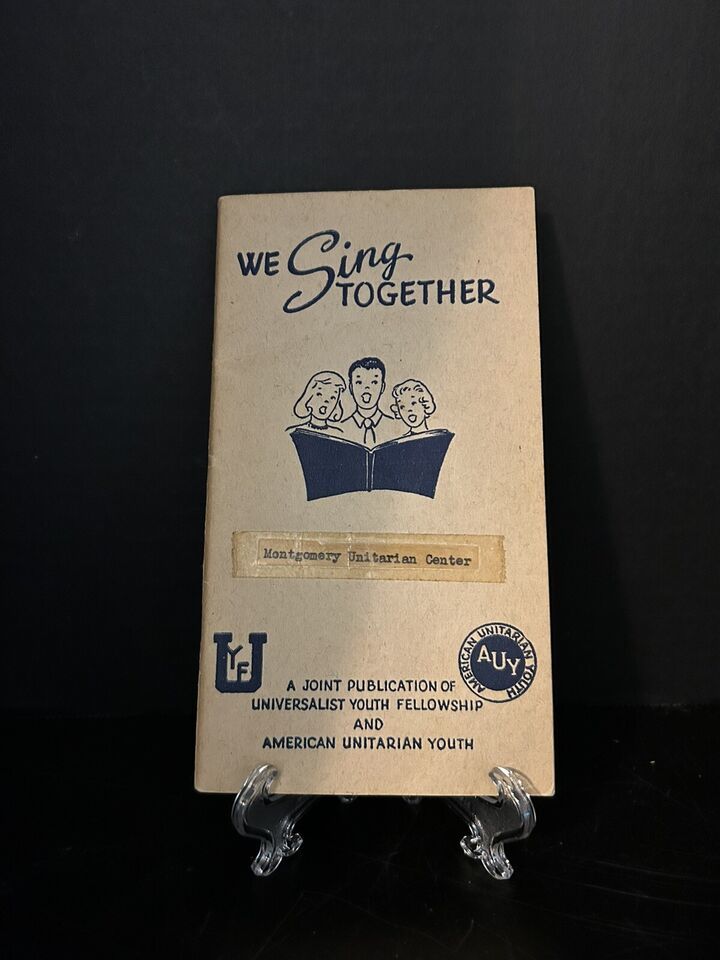 WE Sing
TOGETHER
Montgomery Unitarian Center
UYF
AMERICAN UNITARIAN YOUTH
AUY
A JOINT PUBLICATION OF
UNIVERSALIST YOUTH FELLOWSHIP
AND
AMERICAN UNITARIAN YOUTH